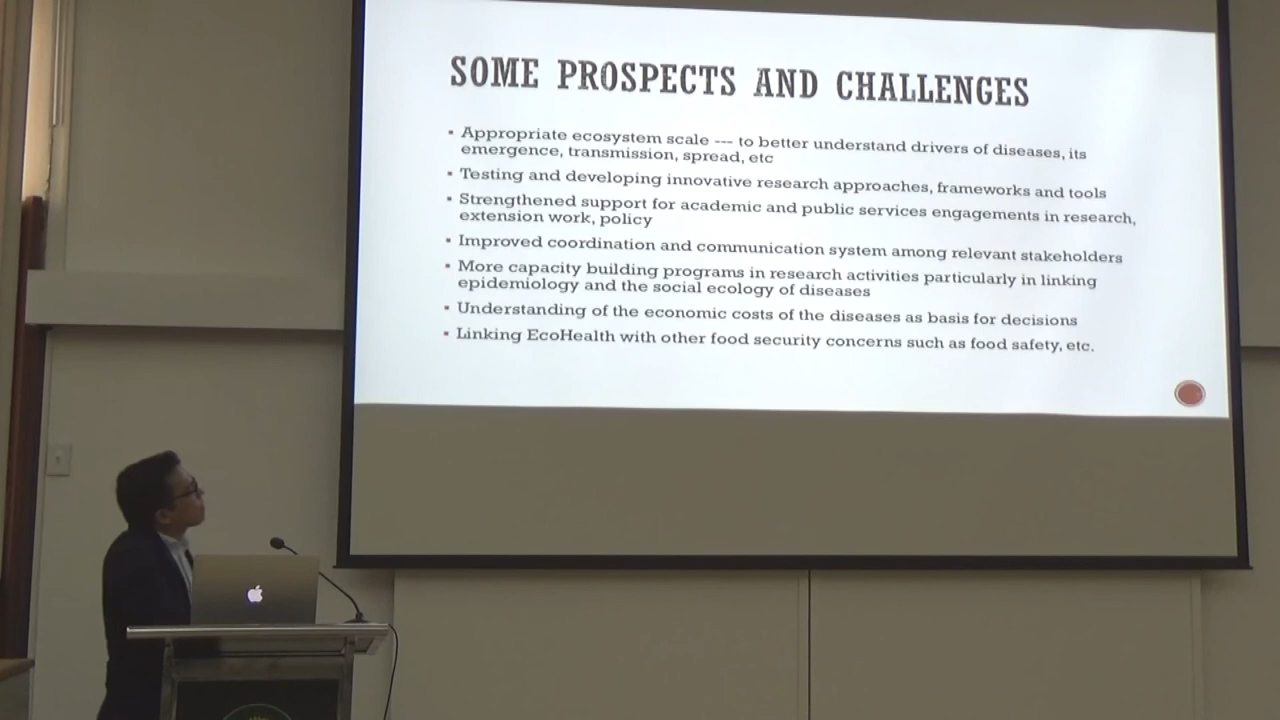 SOME PROSPECTS AND CHALLENGES
▪ Appropriate ecosystem scale --- to better understand drivers of diseases, its
emergence, transmission, spread, etc
▪ Testing and developing innovative research approaches, frameworks and tools
▪ Strengthened support for academic and public services engagements in research,
extension work, policy
▪ Improved coordination and communication system among relevant stakeholders
▪ More capacity building programs in research activities particularly in linking
epidemiology and the social ecology of diseases
▪ Understanding of the economic costs of the diseases as basis for decisions
▪ Linking EcoHealth with other food security concerns such as food safety, etc.